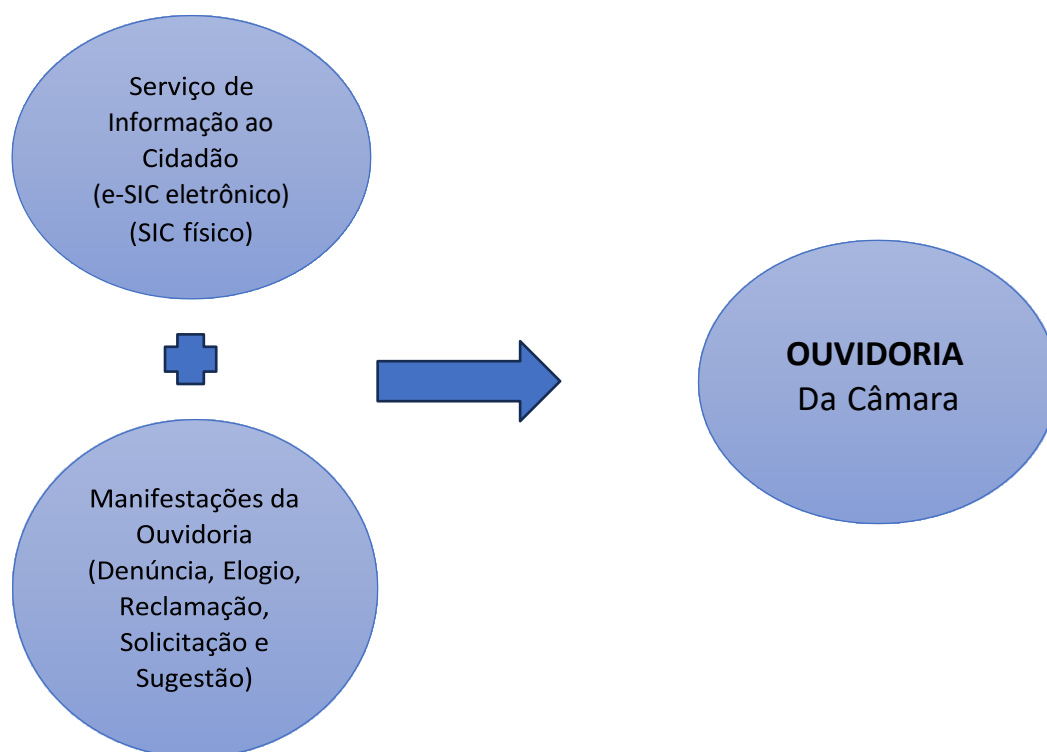 Serviço de
Informação ao
Cidadão
(e-SIC eletrônico)
(SIC físico)
Manifestações da
Ouvidoria
(Denúncia, Elogio,
Reclamação,
Solicitação e
Sugestão)
OUVIDORIA
Da Câmara